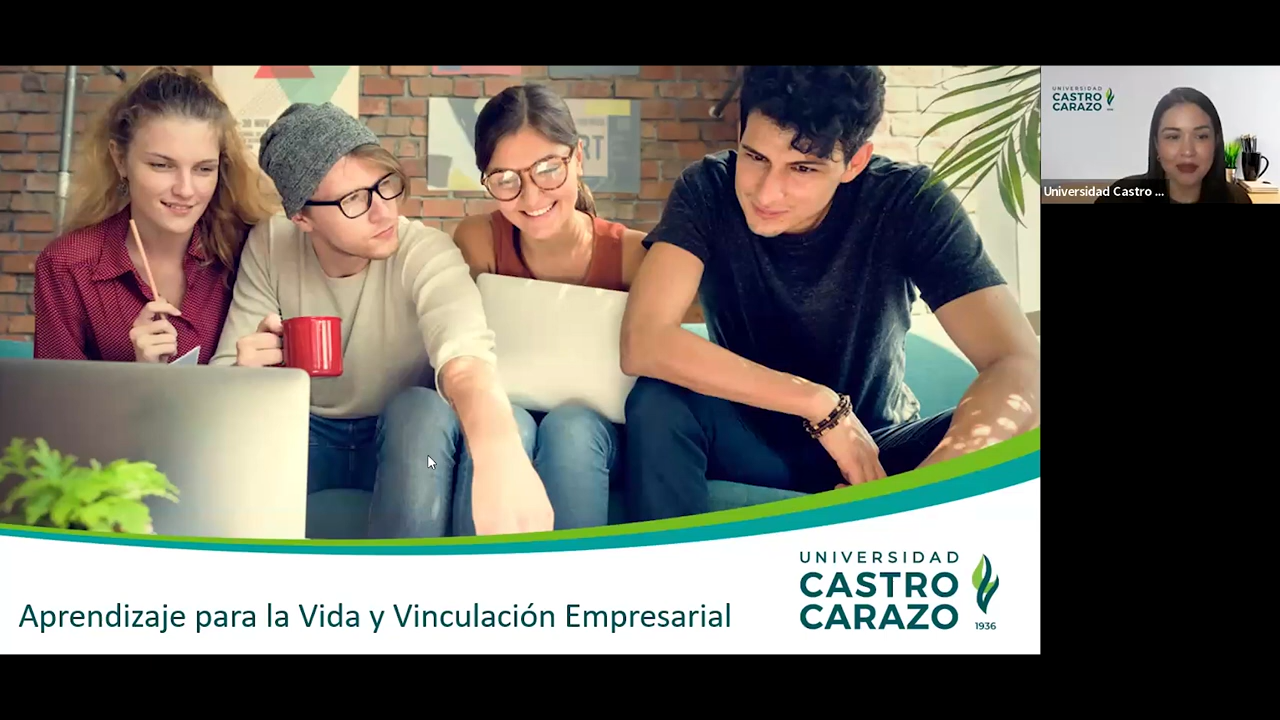 UNIVERSIDAD
CASTRO
CARAZO
Universidad Castro ...
Aprendizaje para la Vida y Vinculación Empresarial
UNIVERSIDAD
CASTRO
CARAZO
1936